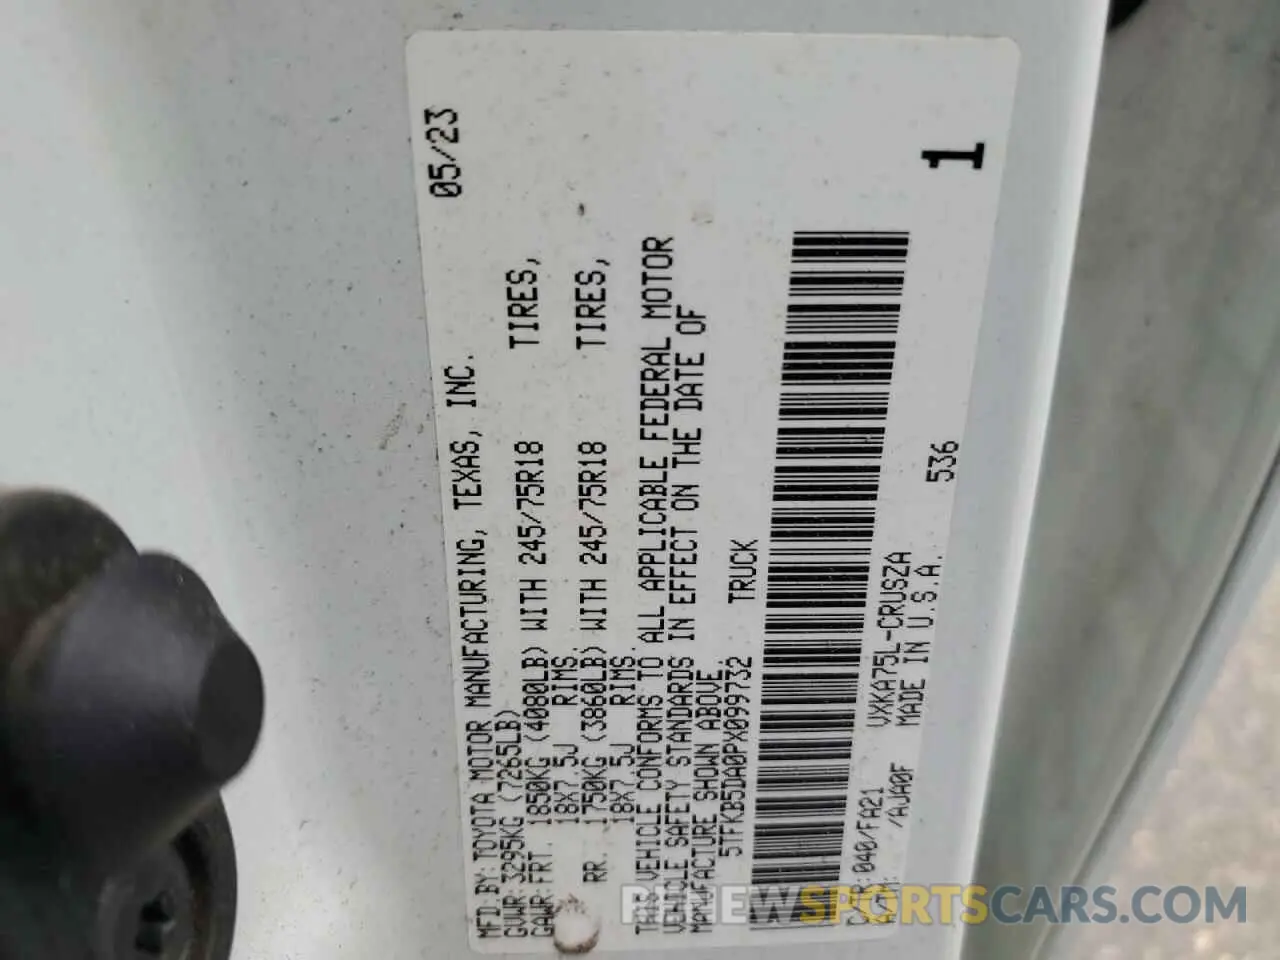 05/23
MFD.BY:TOYOTA MOTOR MANUFACTURING, TEXAS, INC.
GVWR:3295KG (7265LB)
GAWR:FRT. 1850KG (4080LB) WITH 245/75R18 TIRES,
18X7.5J RIMS
RR. 1750KG (3860LB) WITH 245/75R18 TIRES,
18X7.5J RIMS.
THIS VEHICLE CONFORMS TO ALL APPLICABLE FEDERAL MOTOR
VEHICLE SAFETY STANDARDS IN EFFECT ON THE DATE OF
MANUFACTURE SHOWN ABOVE.
5TFKB5DA0PX099732 TRUCK
1
C/TR:040/FA21 VXKA75L-CRUSZA 536
A/TM: /AJA0F MADE IN U.S.A.
REVIEWSPORTSCARS.COM